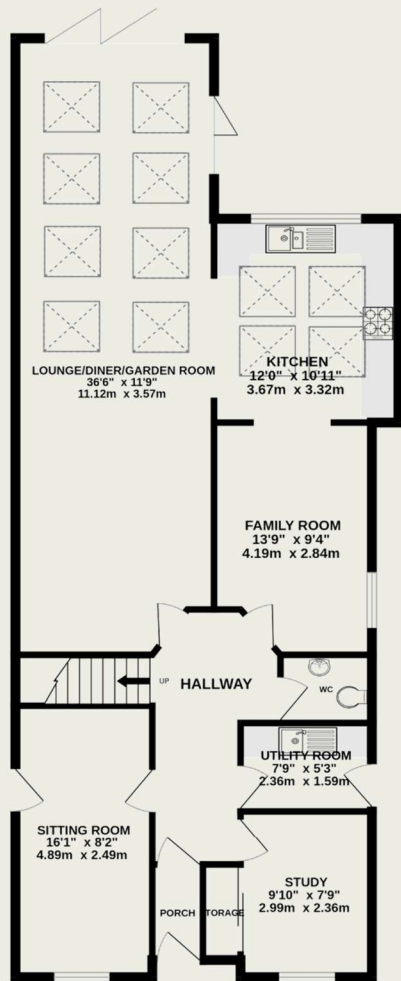 LOUNGE/DINER/GARDEN ROOM
36'6" x 11'9"
11.12m x 3.57m
KITCHEN
12'0" x 10'11"
3.67m x 3.32m
FAMILY ROOM
13'9" x 9'4"
4.19m x 2.84m
UP
HALLWAY
WC
UTILITY ROOM
7'9" x 5'3"
2.36m x 1.59m
SITTING ROOM
16'1" x 8'2"
4.89m x 2.49m
STUDY
9'10" x 7'9"
2.99m x 2.36m
PORCH
STORAGE